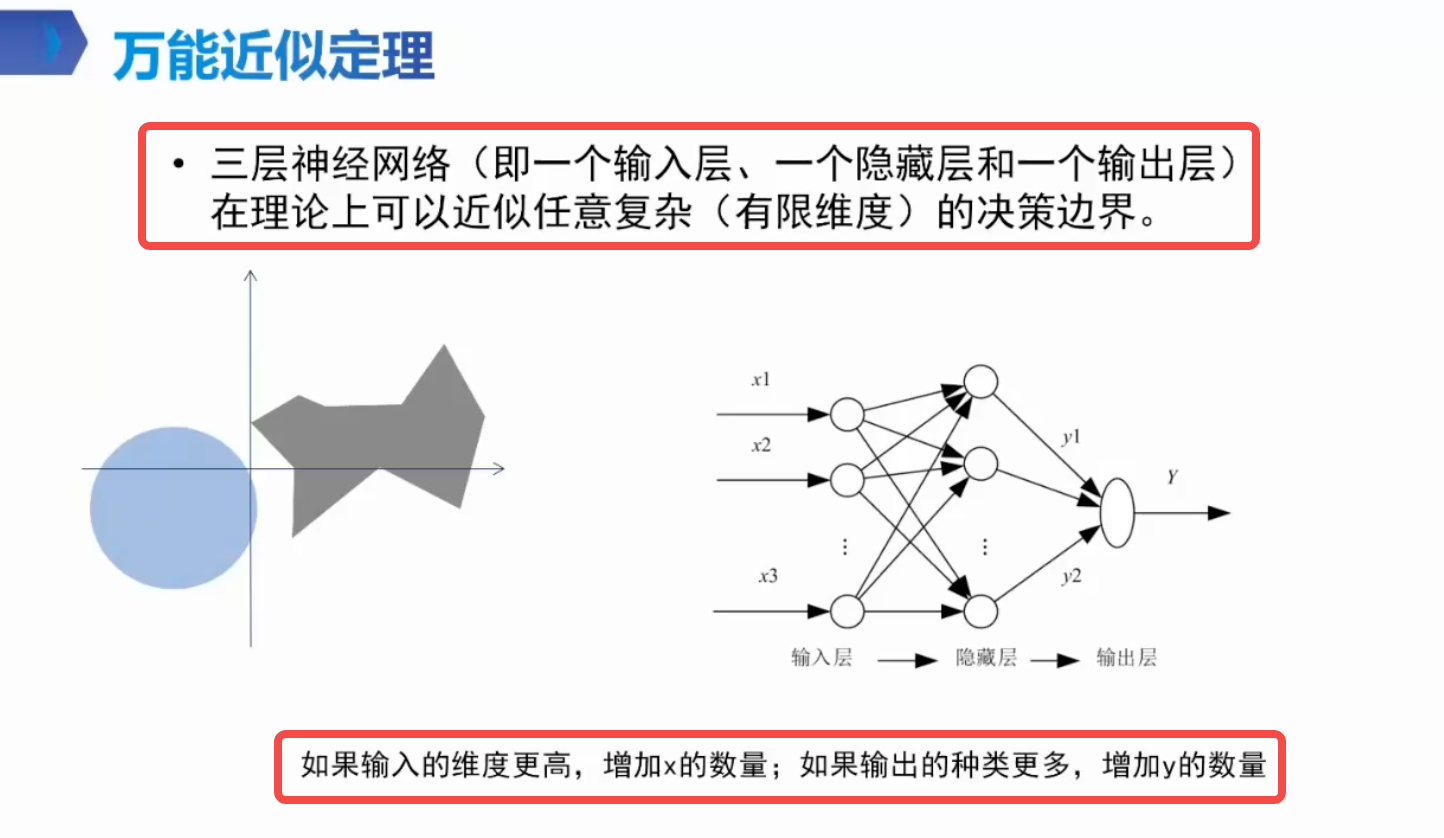 万能近似定理
• 三层神经网络（即一个输入层、一个隐藏层和一个输出层）
在理论上可以近似任意复杂（有限维度）的决策边界。
x1
x2
x3
y1
y2
Y
⋮
⋮
输入层
隐藏层
输出层
如果输入的维度更高，增加x的数量；如果输出的种类更多，增加y的数量